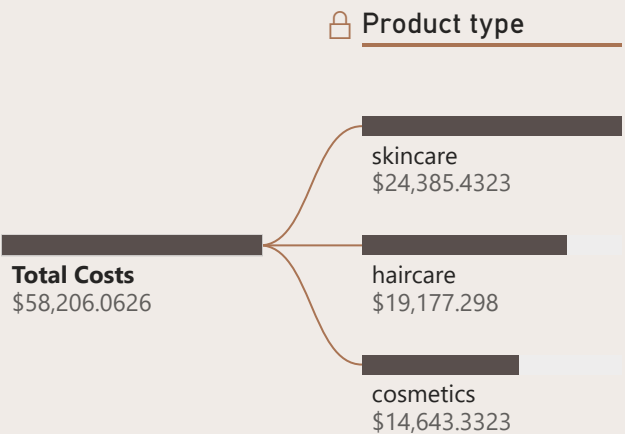 Product type
skincare
$24,385.4323
Total Costs
$58,206.0626
haircare
$19,177.298
cosmetics
$14,643.3323